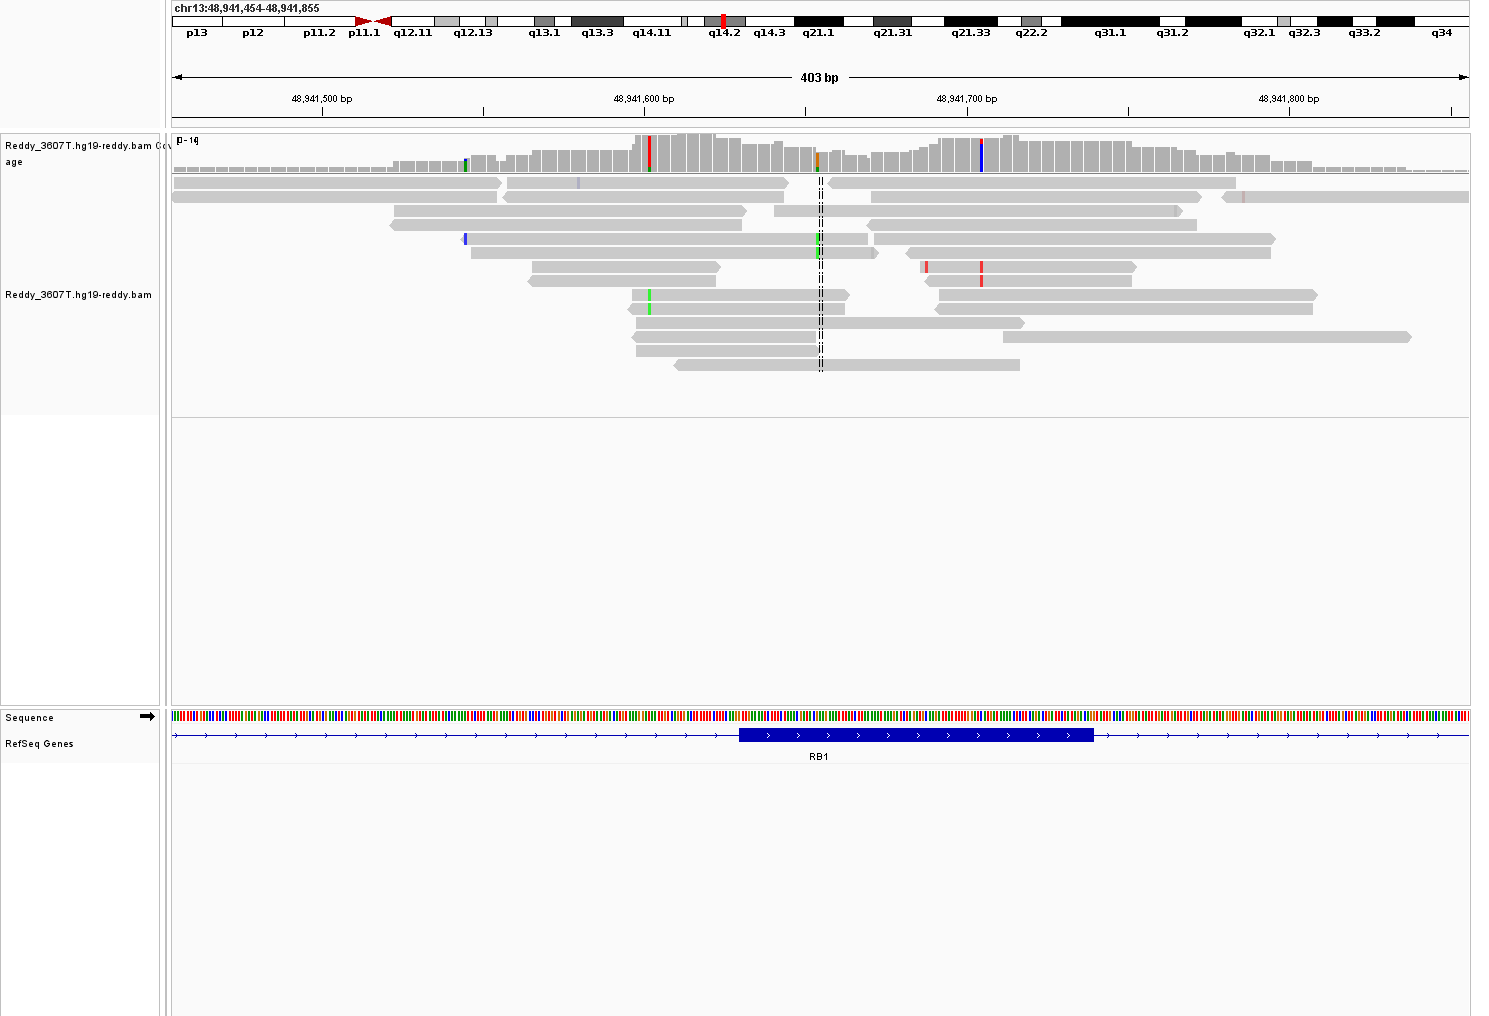 chr13:48,941,454-48,941,855
p13 p12 p11.2 p11.1 q12.11 q12.13 q13.1 q13.3 q14.11 q14.2 q14.3 q21.1 q21.31 q21.33 q22.2 q31.1 q31.2 q32.1 q32.3 q33.2 q34
403 bp
48,941,500 bp 48,941,600 bp 48,941,700 bp 48,941,800 bp
Reddy_3607T.hg19-reddy.bam Cov
age
Reddy_3607T.hg19-reddy.bam
Sequence
RefSeq Genes
RB1